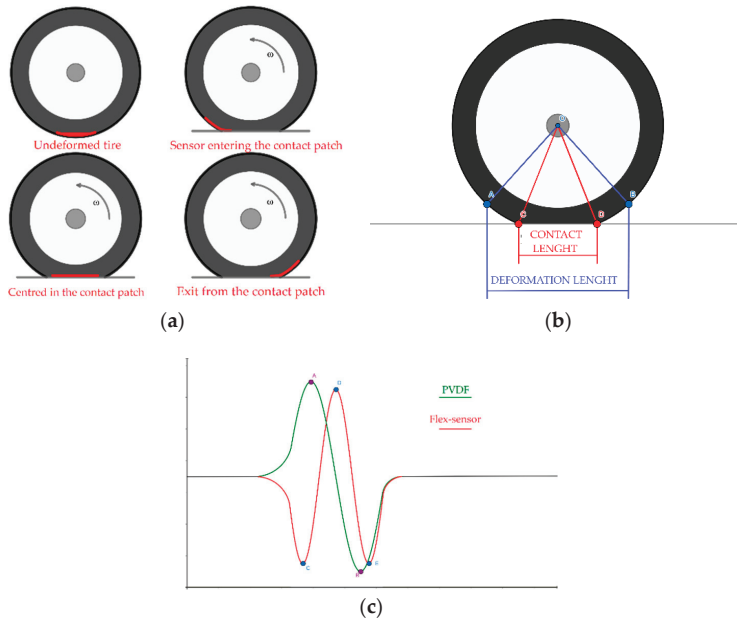 ω
Undeformed tire
Sensor entering the contact patch
ω
ω
Centred in the contact patch
Exit from the contact patch
(a)
O
A
B
C
D
CONTACT
LENGHT
DEFORMATION LENGHT
(b)
A
D
PVDF
Flex-sensor
C
F
(c)